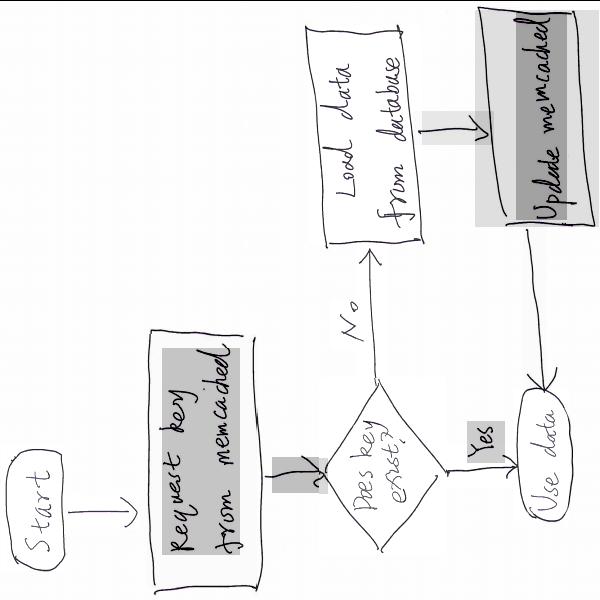 Start
Request key
from memcached
Does key
exist?
No
Load data
from database
Update memcached
Yes
Use data